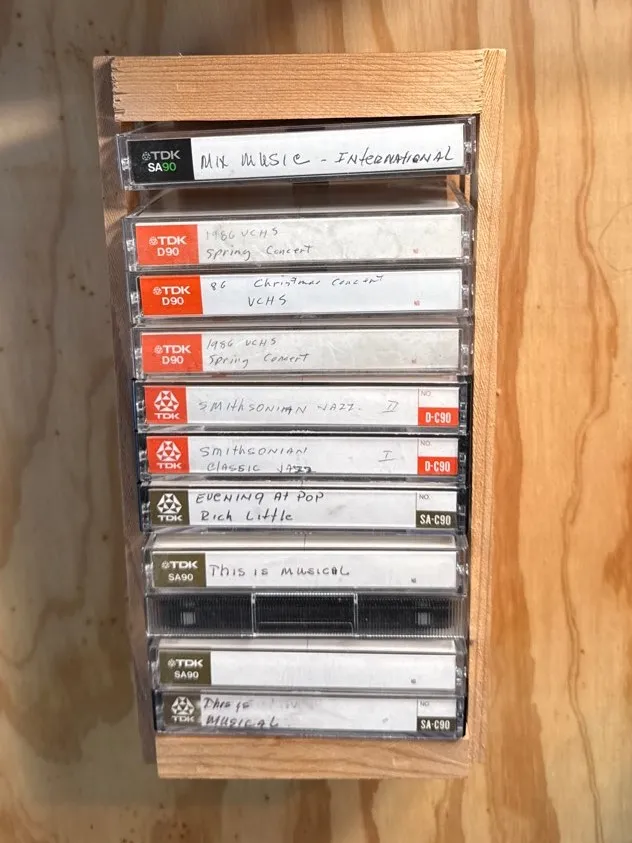 TDK
SA90
MIX MUSIC - INTERNATIONAL
TDK
D90
1986 VCHS
Spring Concert
TDK
D90
86 Christmas Concert
VCHS
TDK
D90
1986 VCHS
Spring Concert
TDK
SMITHSONIAN JAZZ. II
NO.
D-C90
TDK
SMITHSONIAN
CLASSIC JAZZ
I
NO.
D-C90
TDK
EVENING AT POP
Rich Little
NO.
SA-C90
TDK
SA90
THIS IS MUSICAL
TDK
SA90
TDK
This is
MUSICAL
NO.
SA-C90